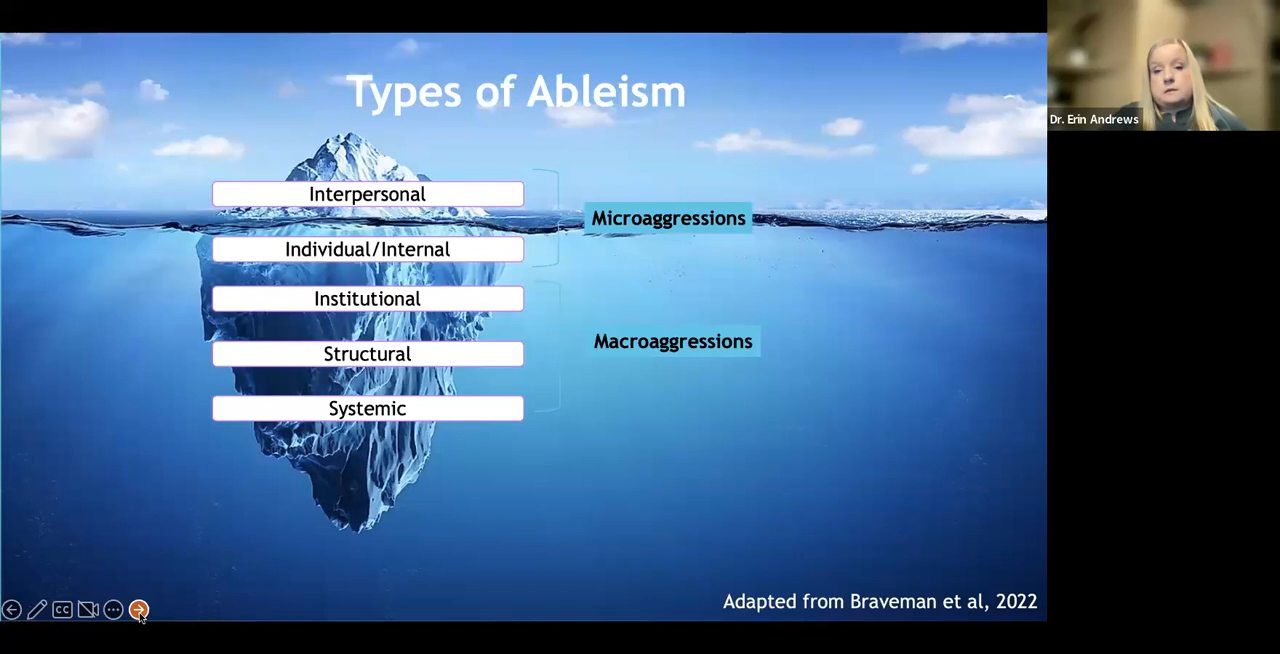 Types of Ableism
Interpersonal
Microaggressions
Individual/Internal
Institutional
Macroaggressions
Structural
Systemic
Adapted from Braveman et al, 2022
CC
Dr. Erin Andrews